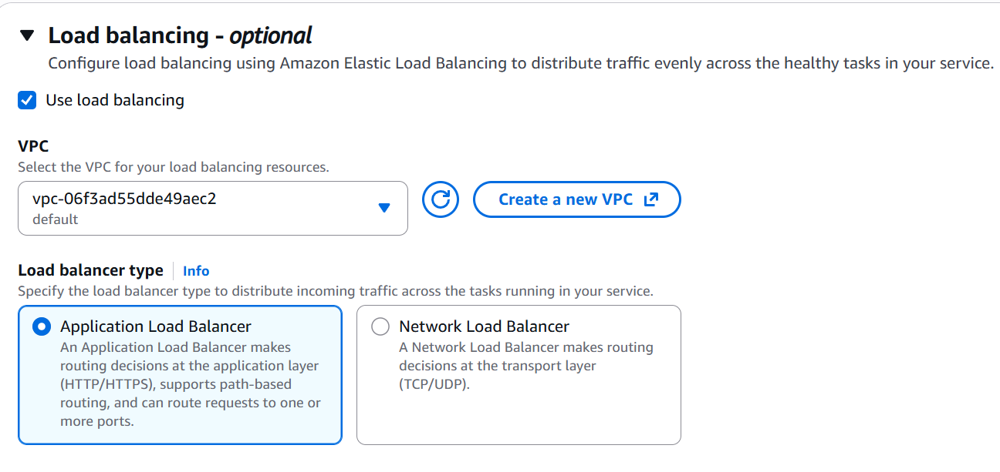 Load balancing - optional
Configure load balancing using Amazon Elastic Load Balancing to distribute traffic evenly across the healthy tasks in your service.
Use load balancing
VPC
Select the VPC for your load balancing resources.
vpc-06f3ad55dde49aec2
default
Create a new VPC
Load balancer type
Info
Specify the load balancer type to distribute incoming traffic across the tasks running in your service.
Application Load Balancer
An Application Load Balancer makes
routing decisions at the application layer
(HTTP/HTTPS), supports path-based
routing, and can route requests to one or
more ports.
Network Load Balancer
A Network Load Balancer makes routing
decisions at the transport layer
(TCP/UDP).